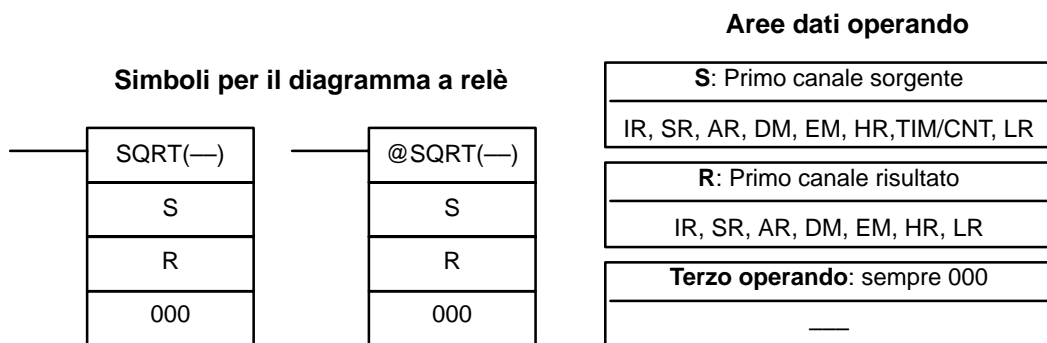 Aree dati operando
Simboli per il diagramma a relè
SQRT(––)
S
R
000
@SQRT(––)
S
R
000
S: Primo canale sorgente
IR, SR, AR, DM, EM, HR,TIM/CNT, LR
R: Primo canale risultato
IR, SR, AR, DM, EM, HR, LR
Terzo operando: sempre 000
–––